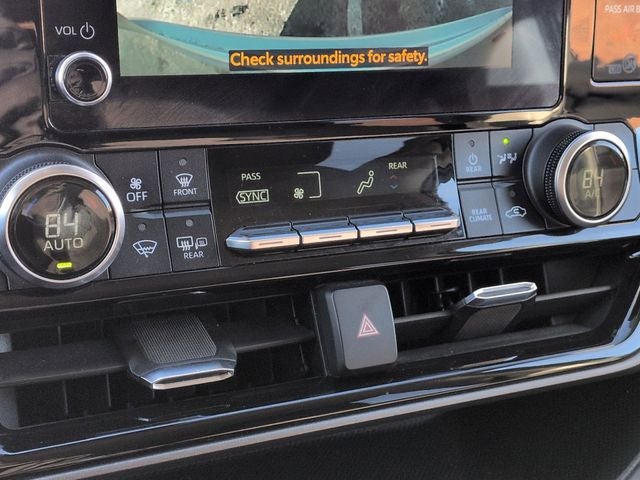 VOL
PASS AIR B
Check surroundings for safety.
OFF
FRONT
PASS
REAR
SYNC
REAR
84
AUTO
REAR
REAR
CLIMATE
84
A/C